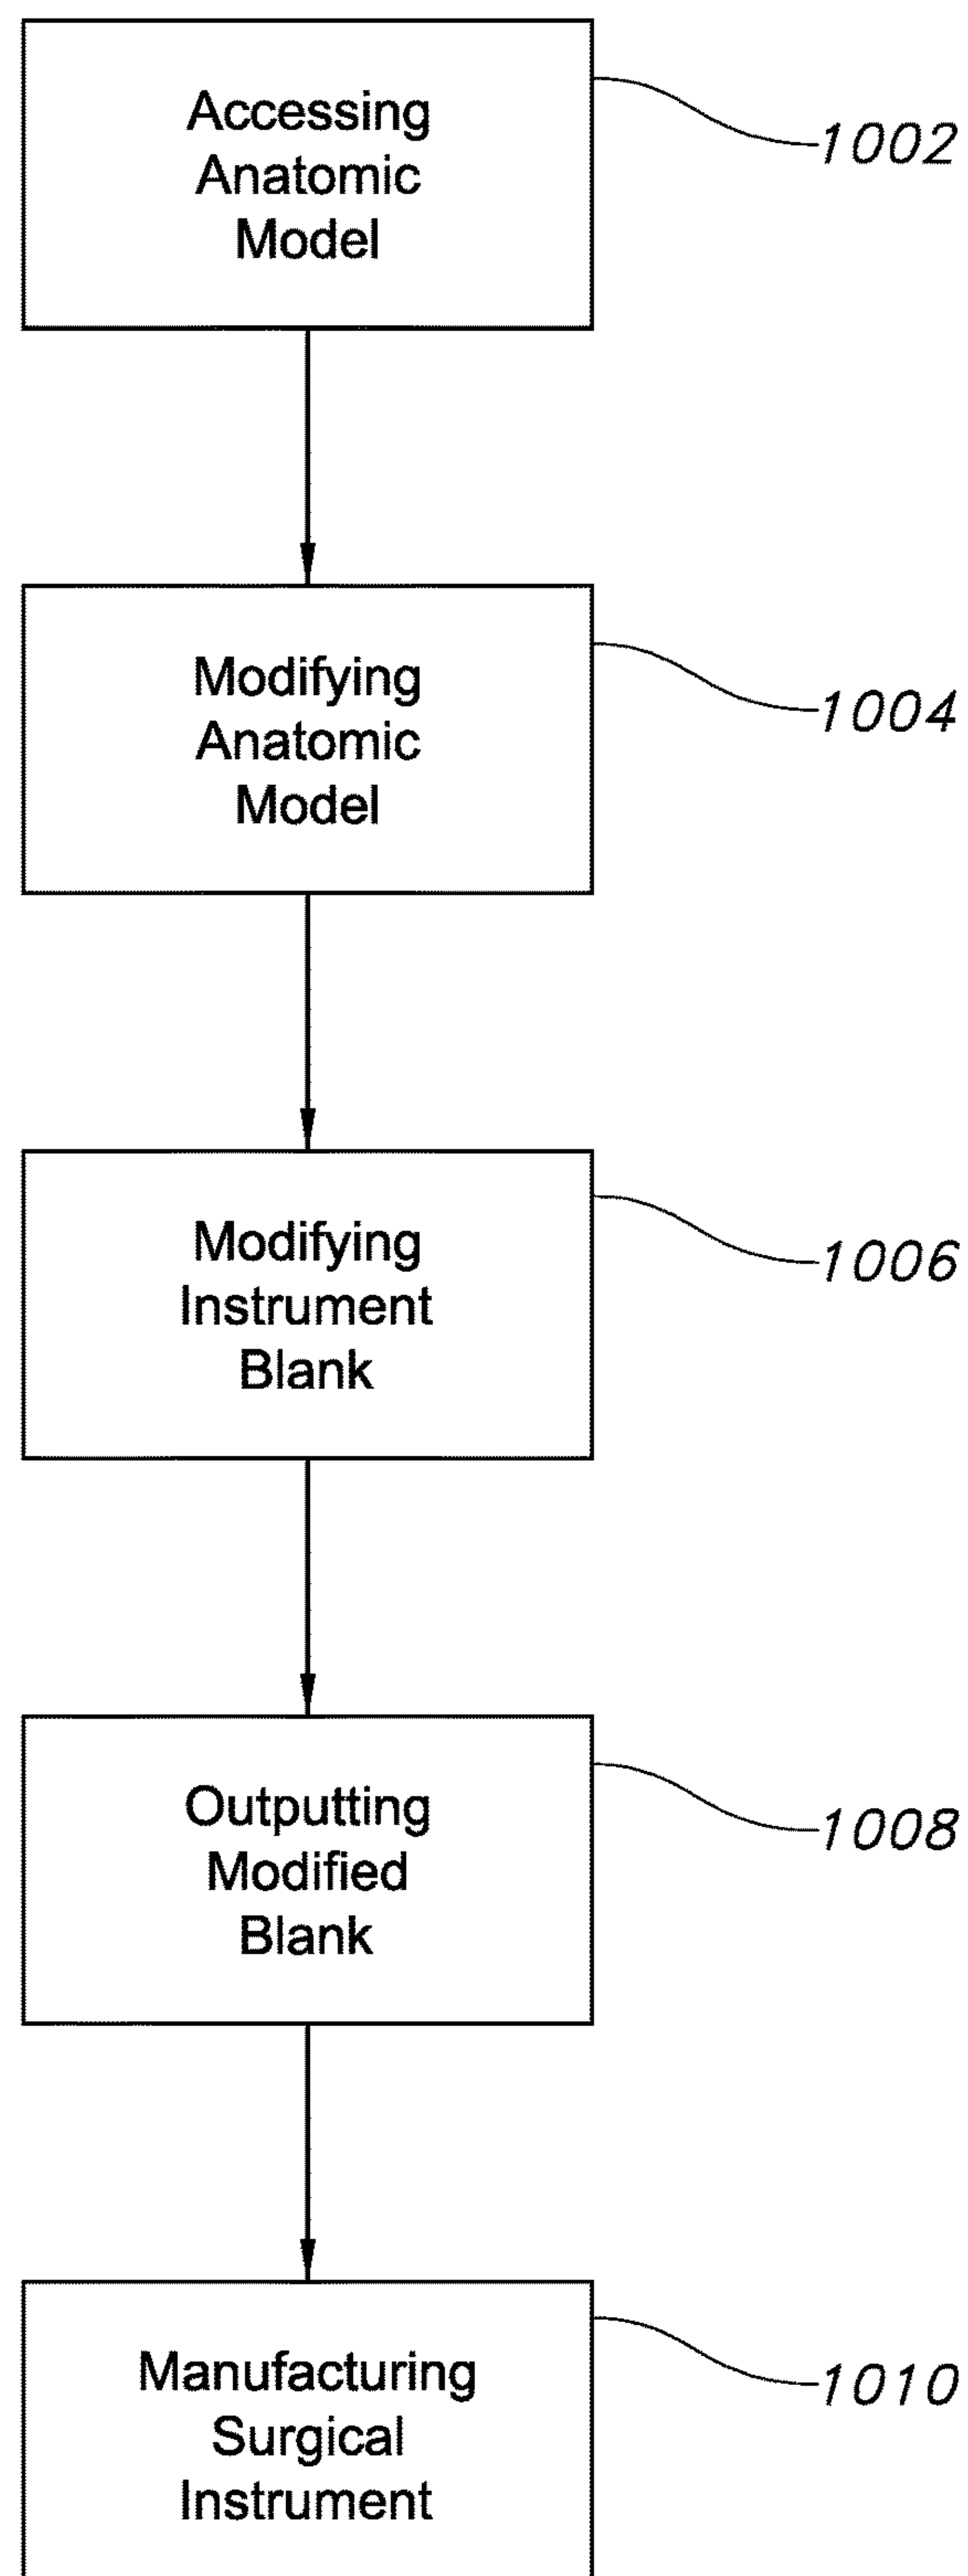 Accessing
Anatomic
Model
1002
Modifying
Anatomic
Model
1004
Modifying
Instrument
Blank
1006
Outputting
Modified
Blank
1008
Manufacturing
Surgical
Instrument
1010